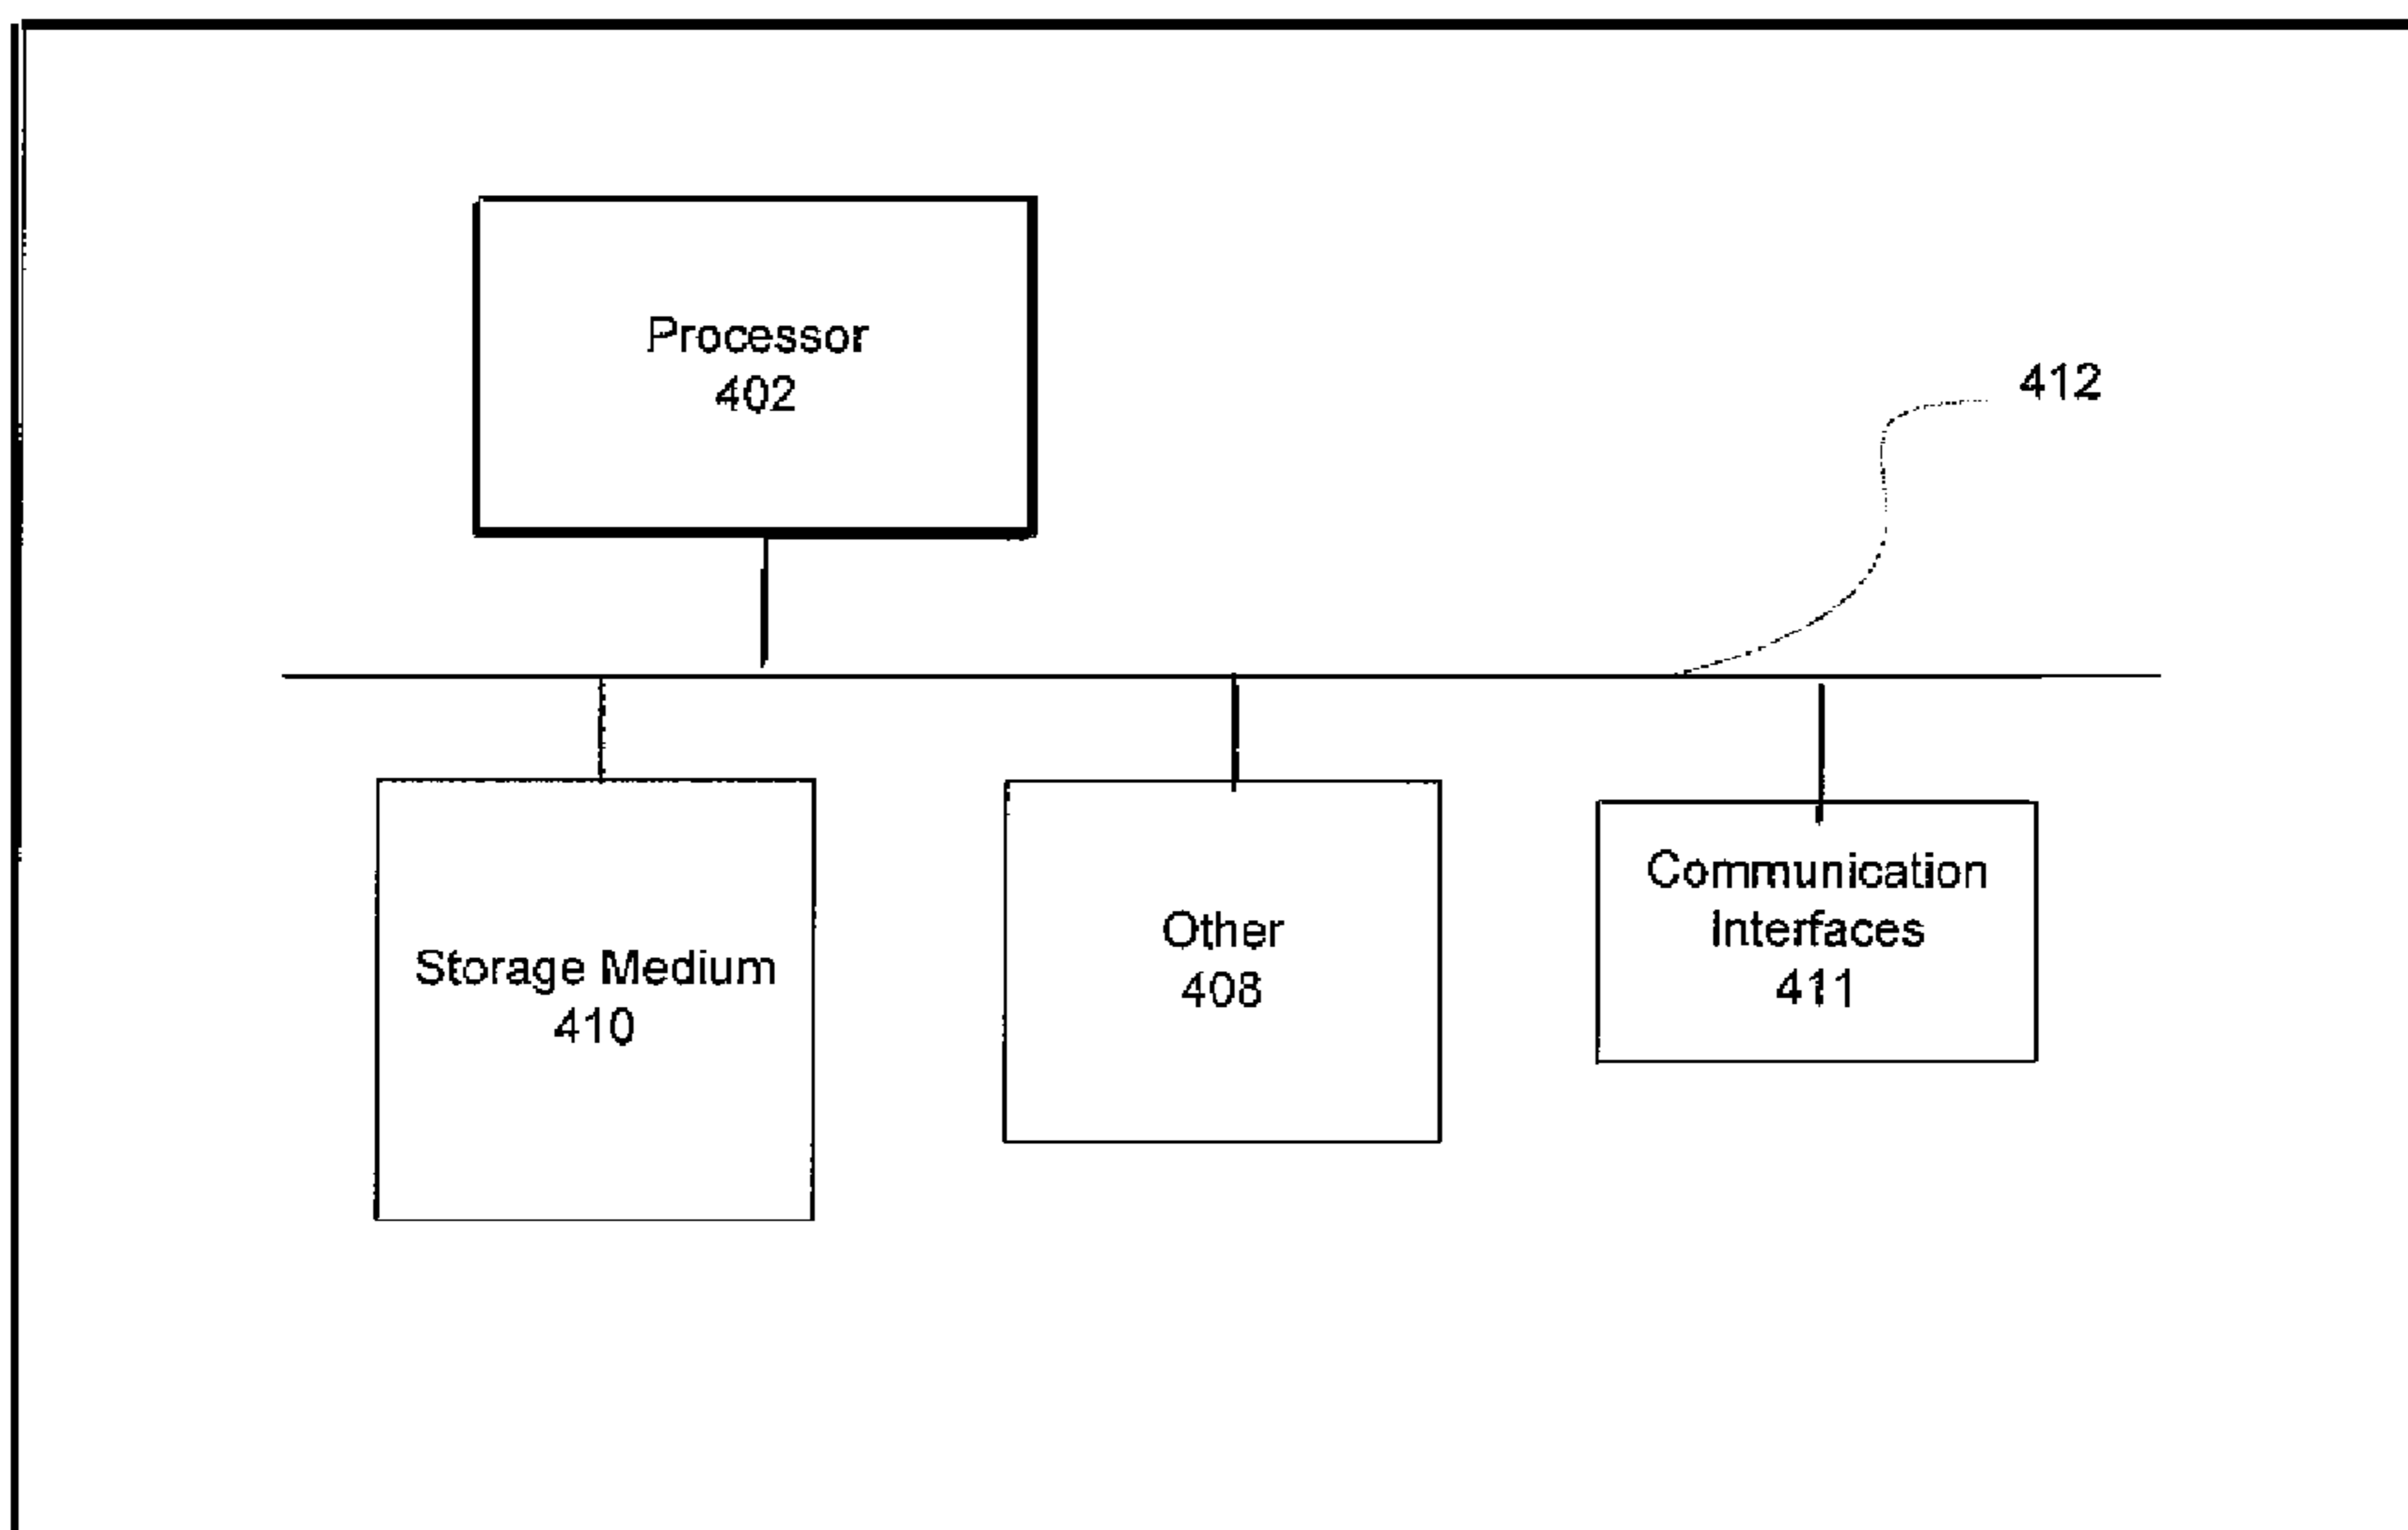 Processor
402
412
Storage Medium
410
Other
408
Communication
Interfaces
411